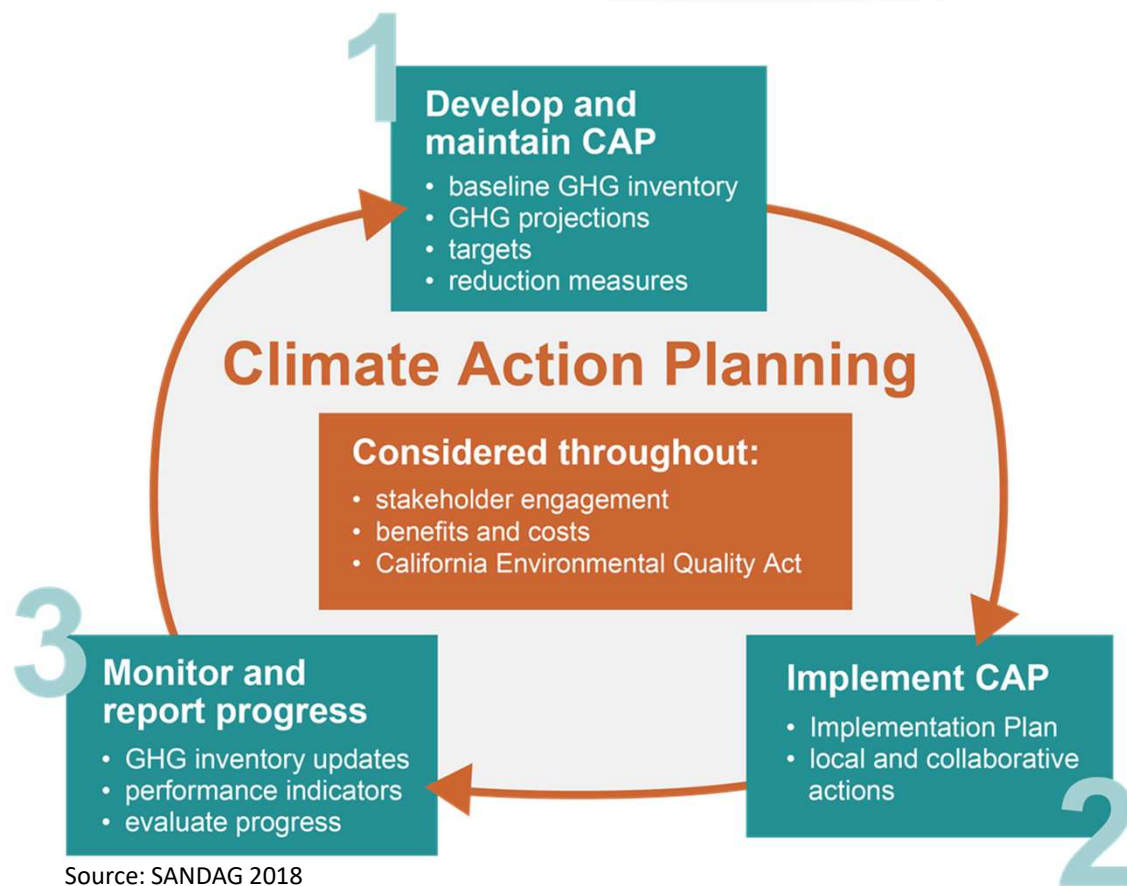 1
Develop and
maintain CAP
• baseline GHG inventory
• GHG projections
• targets
• reduction measures
Climate Action Planning
Considered throughout:
• stakeholder engagement
• benefits and costs
• California Environmental Quality Act
2
Implement CAP
• Implementation Plan
• local and collaborative
actions
3
Monitor and
report progress
• GHG inventory updates
• performance indicators
• evaluate progress
Source: SANDAG 2018